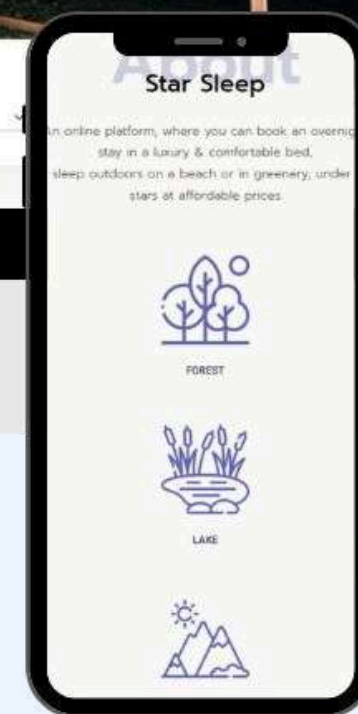 About
Star Sleep
An online platform, where you can book an overnig
stay in a luxury & comfortable bed,
sleep outdoors on a beach or in greenery, under
stars at affordable prices
FOREST
LAKE